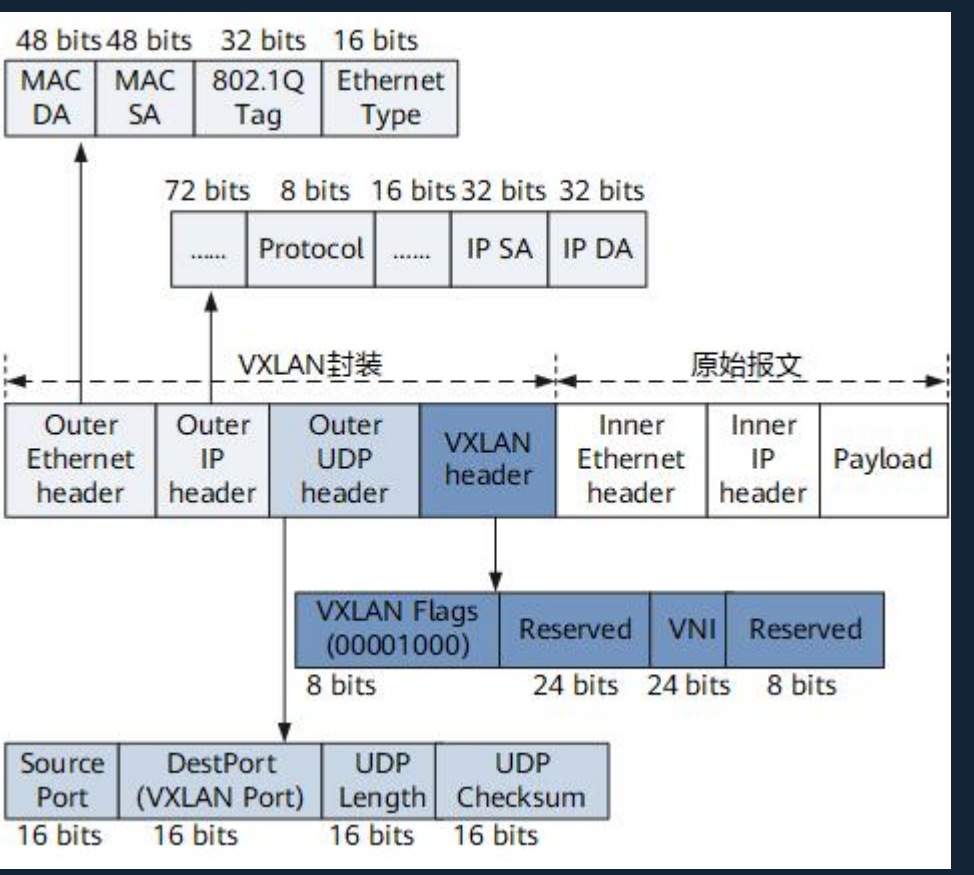 48 bits 48 bits 32 bits 16 bits
MAC DA
MAC SA
802.1Q Tag
Ethernet Type
72 bits 8 bits 16 bits 32 bits 32 bits
...... Protocol ...... IP SA IP DA
VXLAN封装 原始报文
Outer Ethernet header
Outer IP header
Outer UDP header
VXLAN header
Inner Ethernet header
Inner IP header
Payload
VXLAN Flags (00001000)
Reserved
VNI
Reserved
8 bits 24 bits 24 bits 8 bits
Source Port
DestPort (VXLAN Port)
UDP Length
UDP Checksum
16 bits 16 bits 16 bits 16 bits